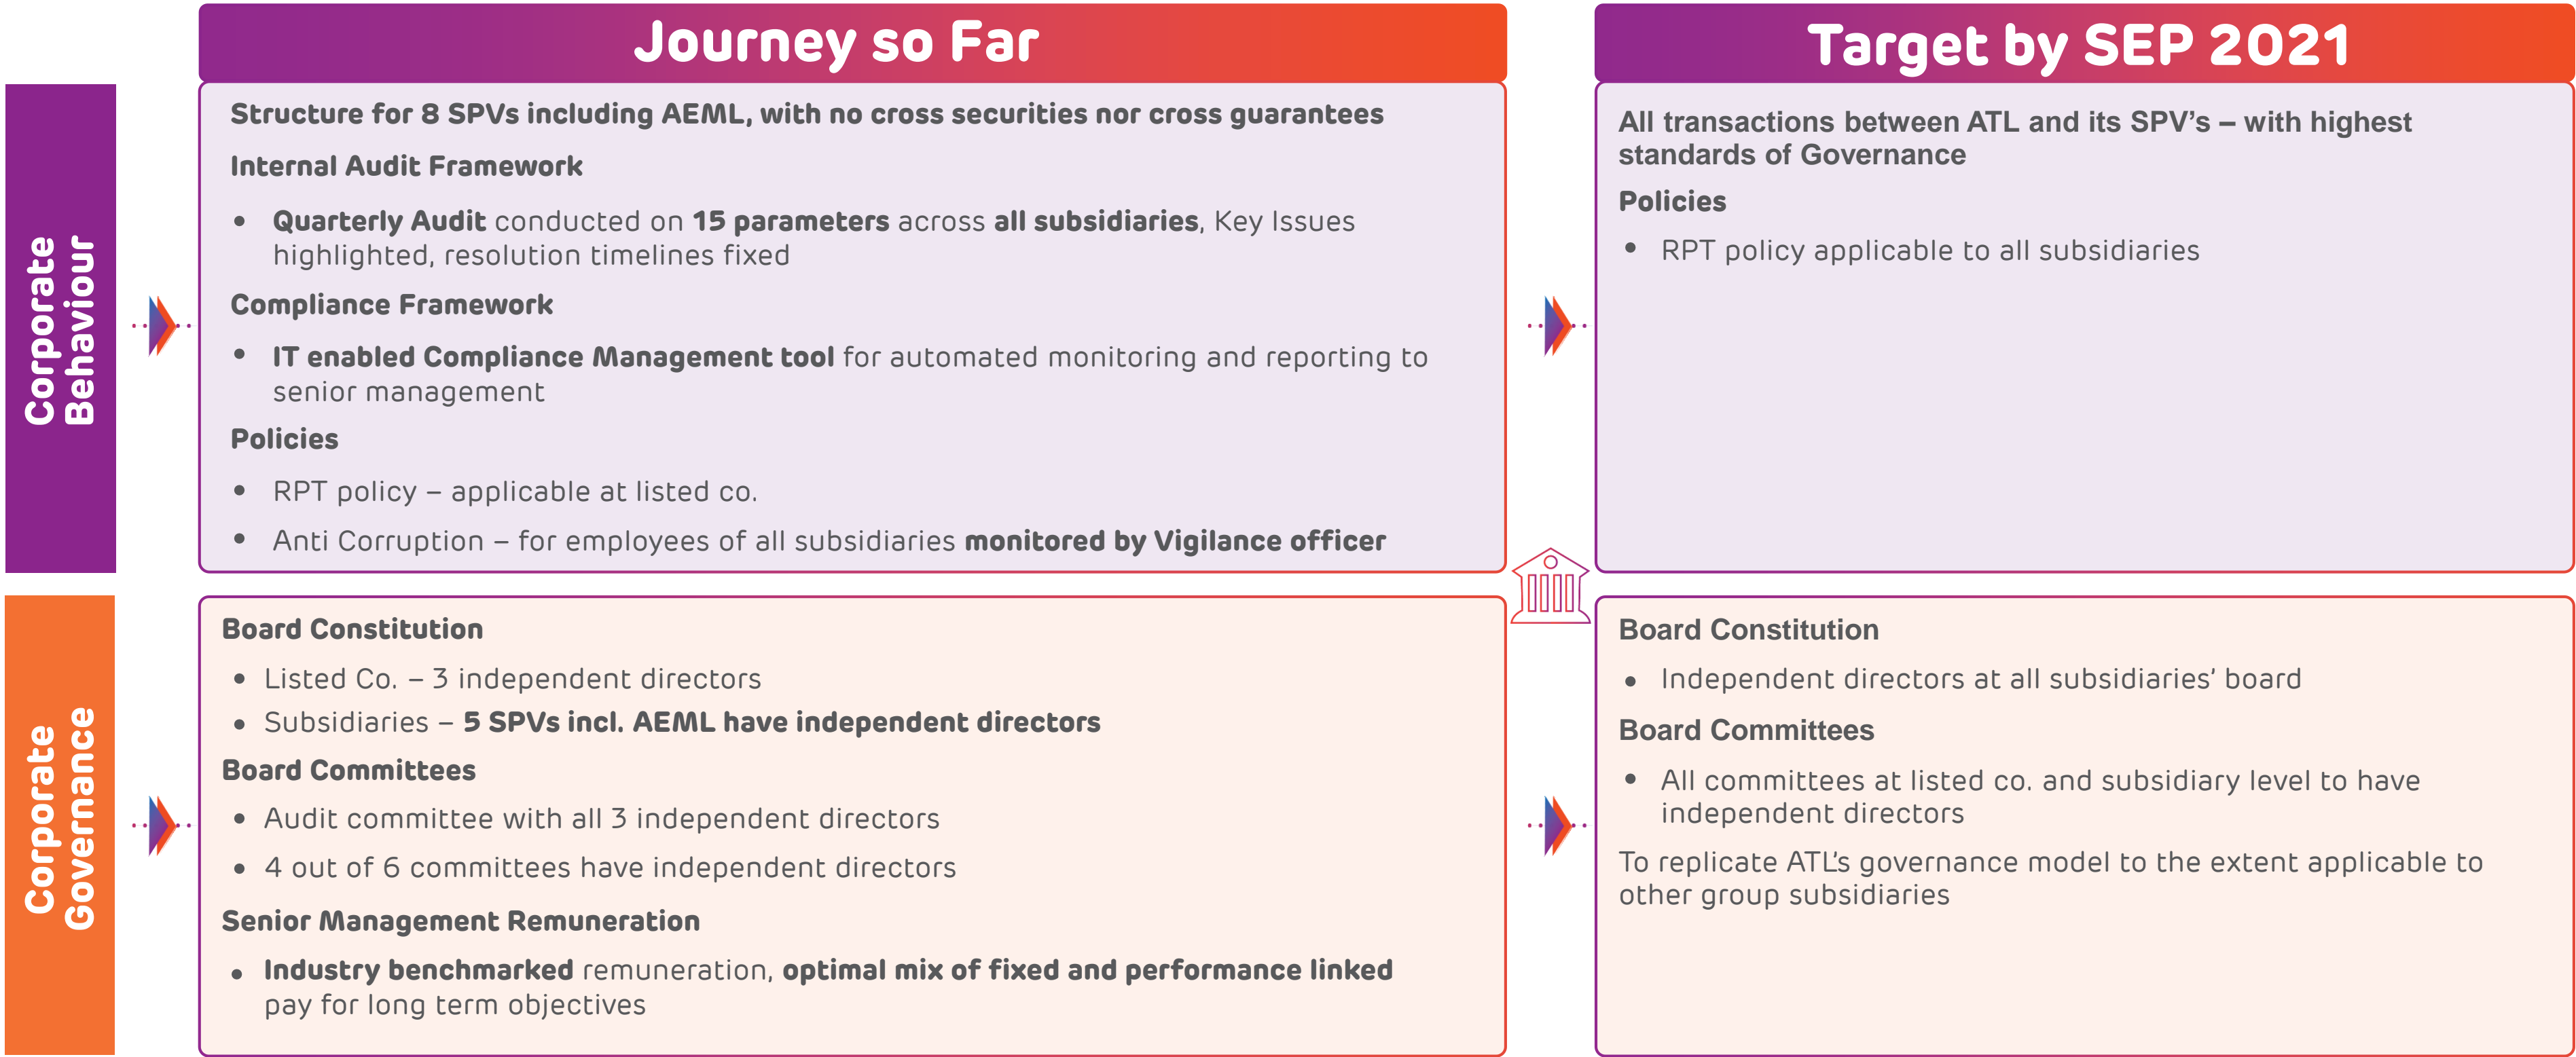 Journey so Far
Target by SEP 2021
Corporate
Behaviour
Structure for 8 SPVs including AEML, with no cross securities nor cross guarantees
Internal Audit Framework
• Quarterly Audit conducted on 15 parameters across all subsidiaries, Key Issues
highlighted, resolution timelines fixed
Compliance Framework
• IT enabled Compliance Management tool for automated monitoring and reporting to
senior management
Policies
• RPT policy – applicable at listed co.
• Anti Corruption – for employees of all subsidiaries monitored by Vigilance officer
All transactions between ATL and its SPV’s – with highest
standards of Governance
Policies
• RPT policy applicable to all subsidiaries
Corporate
Governance
Board Constitution
• Listed Co. – 3 independent directors
• Subsidiaries – 5 SPVs incl. AEML have independent directors
Board Committees
• Audit committee with all 3 independent directors
• 4 out of 6 committees have independent directors
Senior Management Remuneration
• Industry benchmarked remuneration, optimal mix of fixed and performance linked
pay for long term objectives
Board Constitution
• Independent directors at all subsidiaries’ board
Board Committees
• All committees at listed co. and subsidiary level to have
independent directors
To replicate ATL’s governance model to the extent applicable to
other group subsidiaries